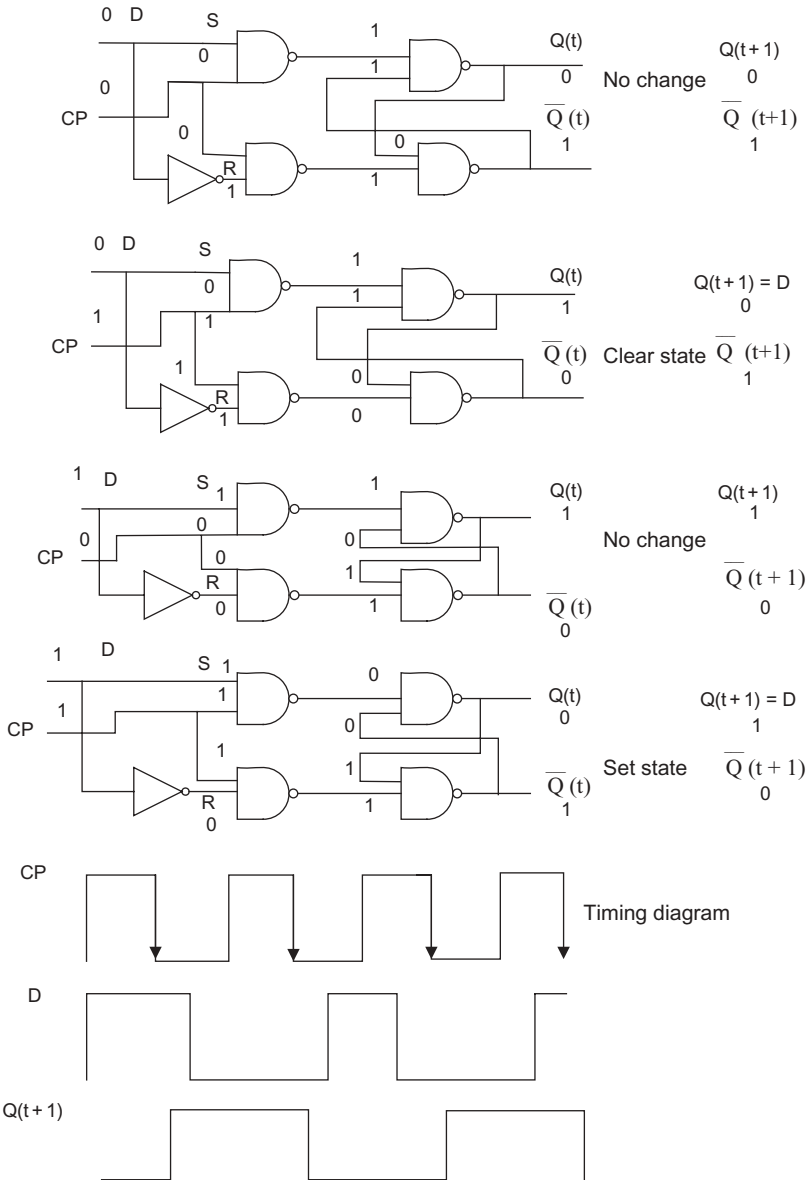 0 D S 1 Q(t) Q(t+1)
0 1 0 No change 0
0 Q̅ (t) Q̅ (t+1)
CP 0 0 1 1
R 1
1
0 D S 1 Q(t) Q(t + 1) = D
0 1 1 0
1 1 Q̅ (t) Clear state Q̅ (t+1)
CP 1 0 0 1
R 0
1
1 D S 1 1 Q(t) Q(t+1)
0 0 1 1
CP 0 0 No change
R 1 Q̅ (t + 1)
0 1 Q̅ (t) 0
0
1 D S 1 0 Q(t) Q(t + 1) = D
1 1 0 0 1
CP 1 1 Set state Q̅ (t + 1)
R 1 Q̅ (t) 0
0 1
CP
Timing diagram
D
Q(t + 1)